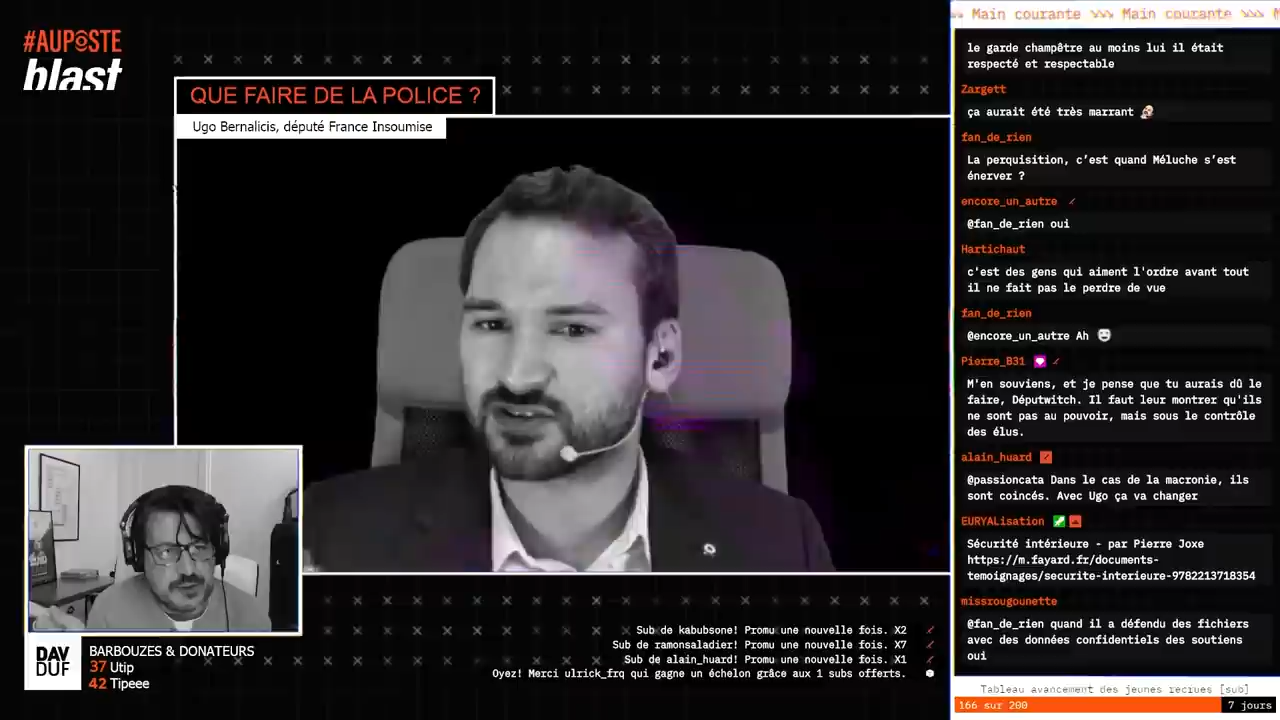 #AUPOSTE
blast
QUE FAIRE DE LA POLICE ?
Ugo Bernalicis, député France Insoumise
DAV
DUF
BARBOUZES & DONATEURS
37 Utip
42 Tipeee
Sub de kabubsone! Promu une nouvelle fois. X2
Sub de ramonsaladier! Promu une nouvelle fois. X7
Sub de alain_huard! Promu une nouvelle fois. X1
Oyez! Merci ulrick_frq qui gagne un échelon grâce aux 1 subs offerts.
Main courante Main courante
le garde champêtre au moins lui il était
respecté et respectable
Zargett
ça aurait été très marrant
fan_de_rien
La perquisition, c’est quand Méluche s’est
énerver ?
encore_un_autre
@fan_de_rien oui
Hartichaut
c'est des gens qui aiment l'ordre avant tout
il ne fait pas le perdre de vue
fan_de_rien
@encore_un_autre Ah
Pierre_B31
M'en souviens, et je pense que tu aurais dû le
faire, Députwitch. Il faut leur montrer qu'ils
ne sont pas au pouvoir, mais sous le contrôle
des élus.
alain_huard
@passioncata Dans le cas de la macronie, ils
sont coincés. Avec Ugo ça va changer
EURYALisation
Sécurité intérieure - par Pierre Joxe
https://m.fayard.fr/documents-
temoignages/securite-interieure-9782213718354
missrougounette
@fan_de_rien quand il a défendu des fichiers
avec des données confidentiels des soutiens
oui
Tableau avancement des jeunes recrues [sub]
166 sur 200
7 jours